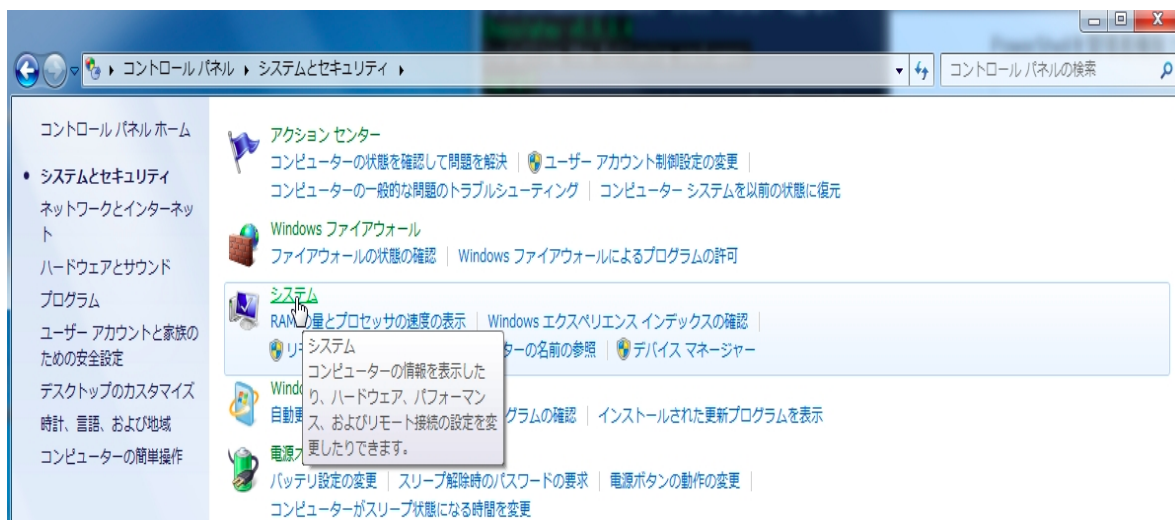 コントロール パネル ▸ システムとセキュリティ ▸
コントロール パネルの検索
コントロール パネル ホーム
システムとセキュリティ
ネットワークとインターネッ
ト
ハードウェアとサウンド
プログラム
ユーザー アカウントと家族の
ための安全設定
デスクトップのカスタマイズ
時計、言語、および地域
コンピューターの簡単操作
アクション センター
コンピューターの状態を確認して問題を解決 | ユーザー アカウント制御設定の変更
コンピューターの一般的な問題のトラブルシューティング | コンピューター システムを以前の状態に復元
Windows ファイアウォール
ファイアウォールの状態の確認 | Windows ファイアウォールによるプログラムの許可
システム
RAM の量とプロセッサの速度の表示 | Windows エクスペリエンス インデックスの確認
ターの名前の参照 | デバイス マネージャー
システム
コンピューターの情報を表示した
り、ハードウェア、パフォーマン
ス、およびリモート接続の設定を変
更したりできます。
自動更 グラムの確認 | インストールされた更新プログラムを表示
電源
バッテリ設定の変更 | スリープ解除時のパスワードの要求 | 電源ボタンの動作の変更
コンピューターがスリープ状態になる時間を変更